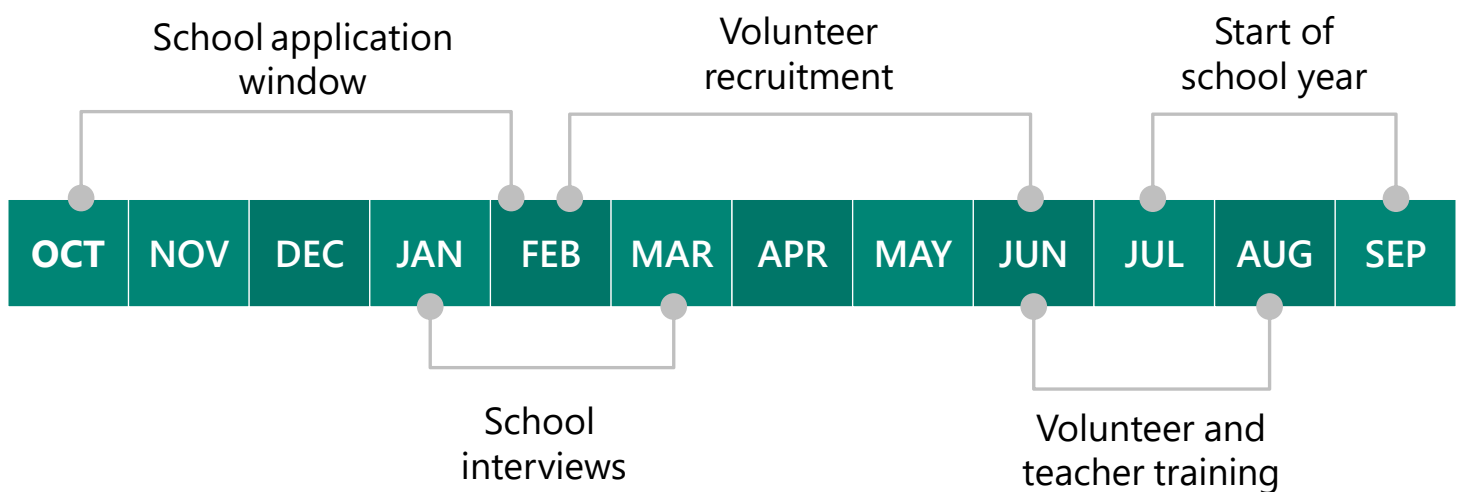 School application
window
Volunteer
recruitment
Start of
school year
OCT NOV DEC JAN FEB MAR APR MAY JUN JUL AUG SEP
School
interviews
Volunteer and
teacher training